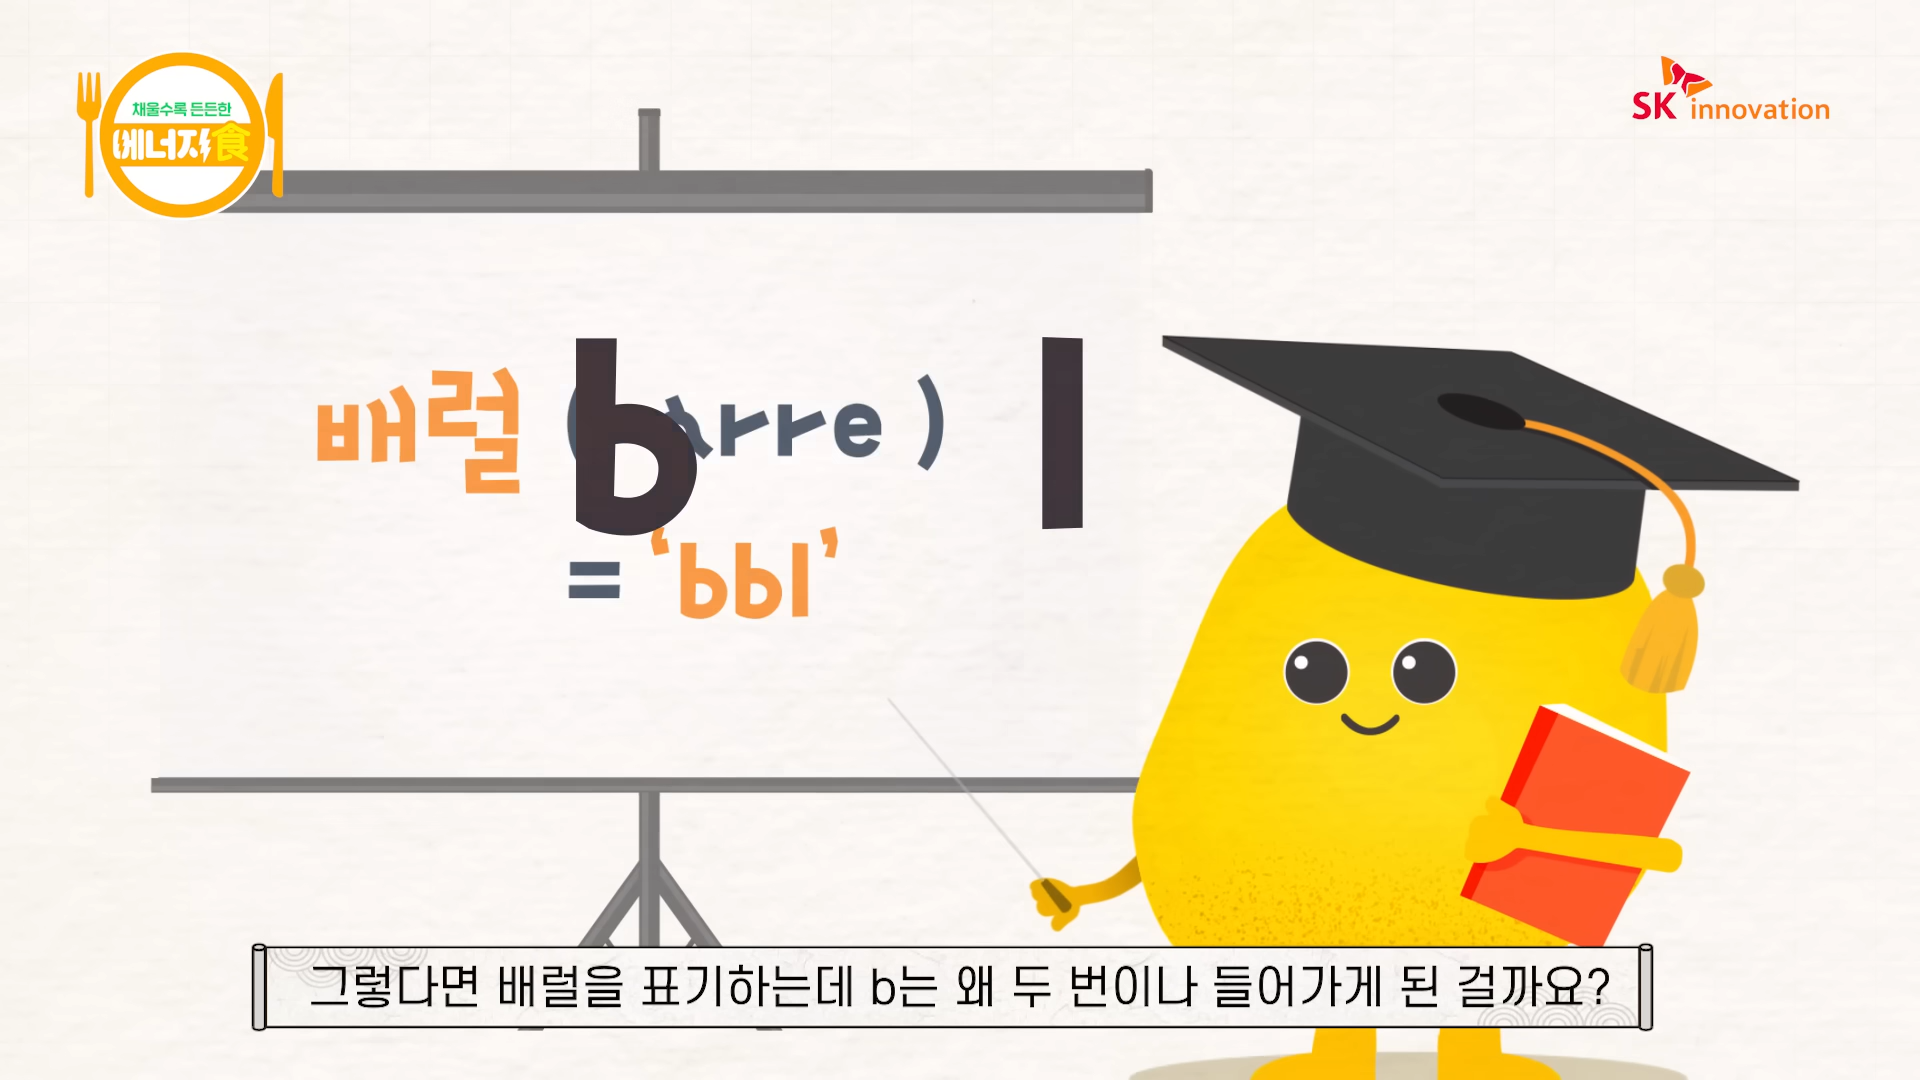 채울수록 든든한
에너지食
SK innovation
배럴 (barre) l
= ‘bbl’
그렇다면 배럴을 표기하는데 b는 왜 두 번이나 들어가게 된 걸까요?